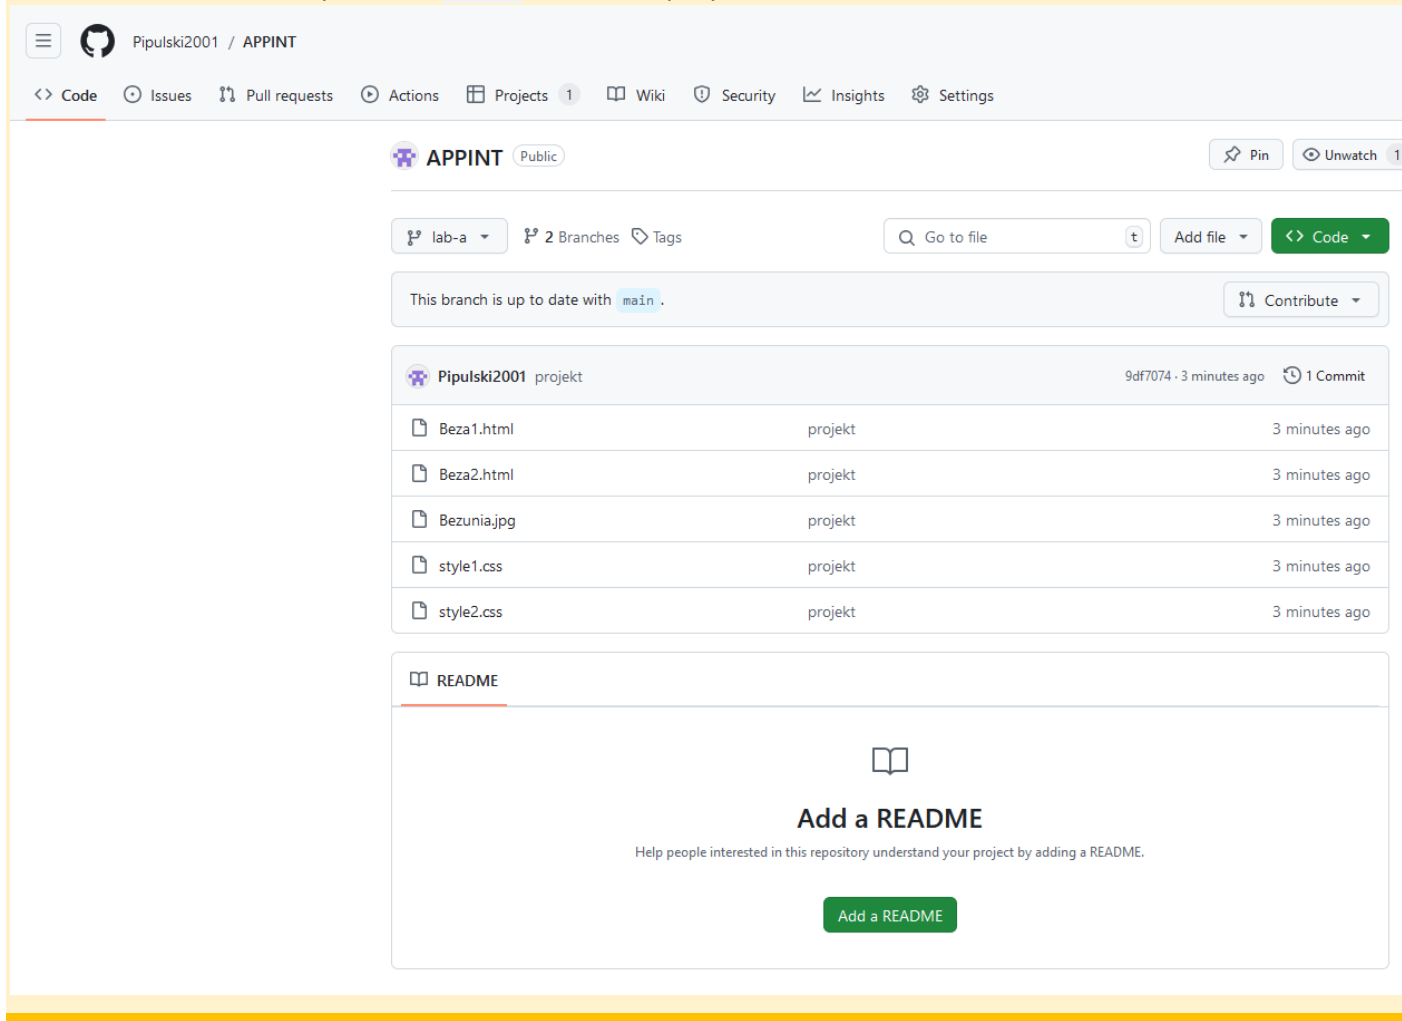 Pipulski2001 / APPINT
Code Issues Pull requests Actions Projects 1 Wiki Security Insights Settings
APPINT Public Pin Unwatch 1
lab-a 2 Branches Tags Go to file t Add file Code
This branch is up to date with main .
Contribute
Pipulski2001 projekt 9df7074 · 3 minutes ago 1 Commit
Beza1.html projekt 3 minutes ago
Beza2.html projekt 3 minutes ago
Bezunia.jpg projekt 3 minutes ago
style1.css projekt 3 minutes ago
style2.css projekt 3 minutes ago
README
Add a README
Help people interested in this repository understand your project by adding a README.
Add a README